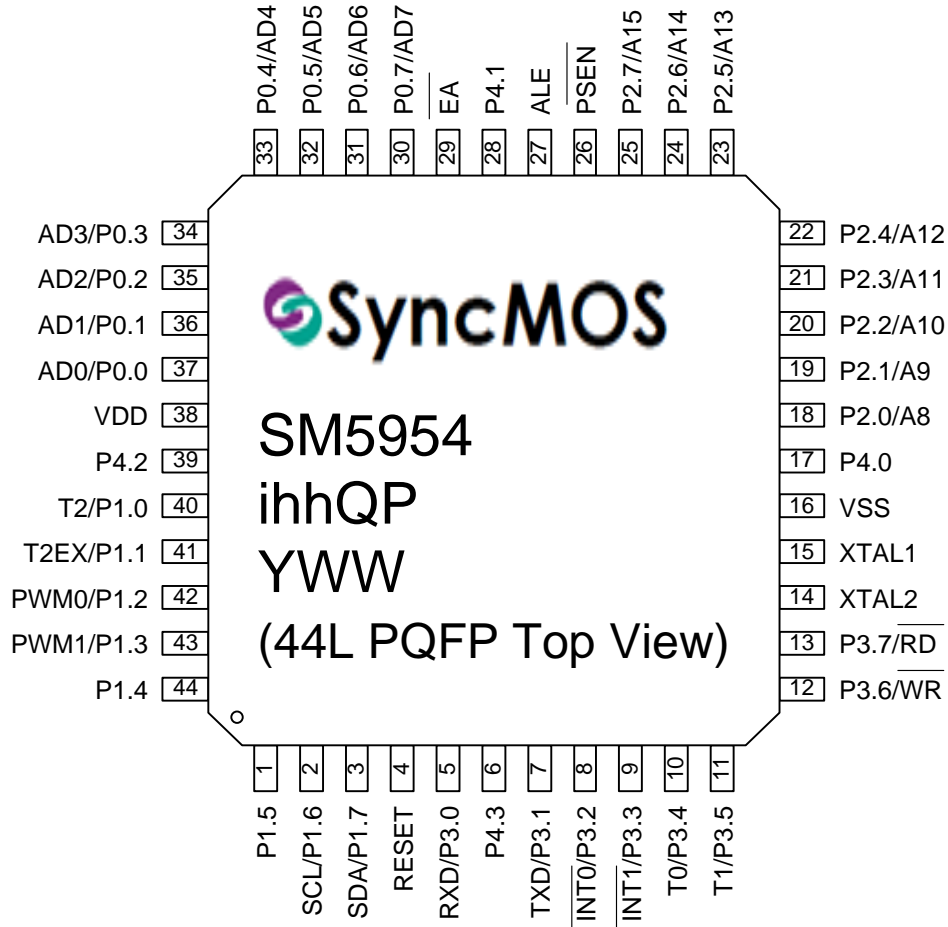 P0.4/AD4
P0.5/AD5
P0.6/AD6
P0.7/AD7
EA
P4.1
ALE
PSEN
P2.7/A15
P2.6/A14
P2.5/A13
33
32
31
30
29
28
27
26
25
24
23
AD3/P0.3 34
AD2/P0.2 35
AD1/P0.1 36
AD0/P0.0 37
VDD 38
P4.2 39
T2/P1.0 40
T2EX/P1.1 41
PWM0/P1.2 42
PWM1/P1.3 43
P1.4 44
SyncMOS
SM5954
ihhQP
YWW
(44L PQFP Top View)
22 P2.4/A12
21 P2.3/A11
20 P2.2/A10
19 P2.1/A9
18 P2.0/A8
17 P4.0
16 VSS
15 XTAL1
14 XTAL2
13 P3.7/RD
12 P3.6/WR
1
2
3
4
5
6
7
8
9
10
11
P1.5
SCL/P1.6
SDA/P1.7
RESET
RXD/P3.0
P4.3
TXD/P3.1
INT0/P3.2
INT1/P3.3
T0/P3.4
T1/P3.5